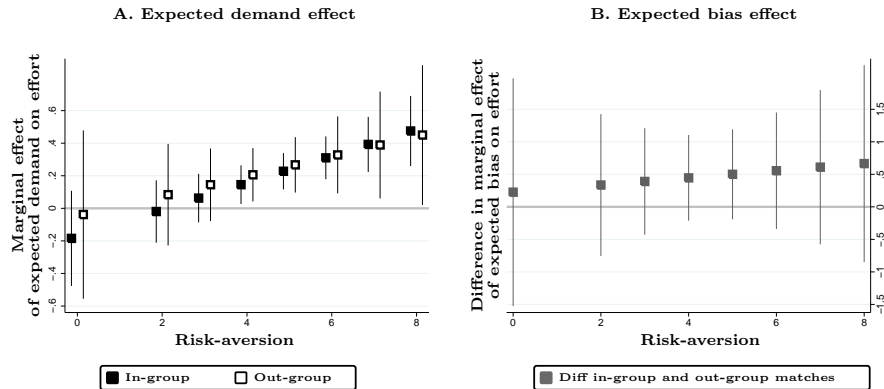 A. Expected demand effect
Marginal effect
of expected demand on effort
.6
.4
.2
0
-.2
-.4
-.6
0 2 4 6 8
Risk-aversion
In-group Out-group
B. Expected bias effect
Difference in marginal effect
of expected bias on effort
1.5
1
.5
0
-.5
-1
-1.5
0 2 3 4 5 6 7 8
Risk-aversion
Diff in-group and out-group matches